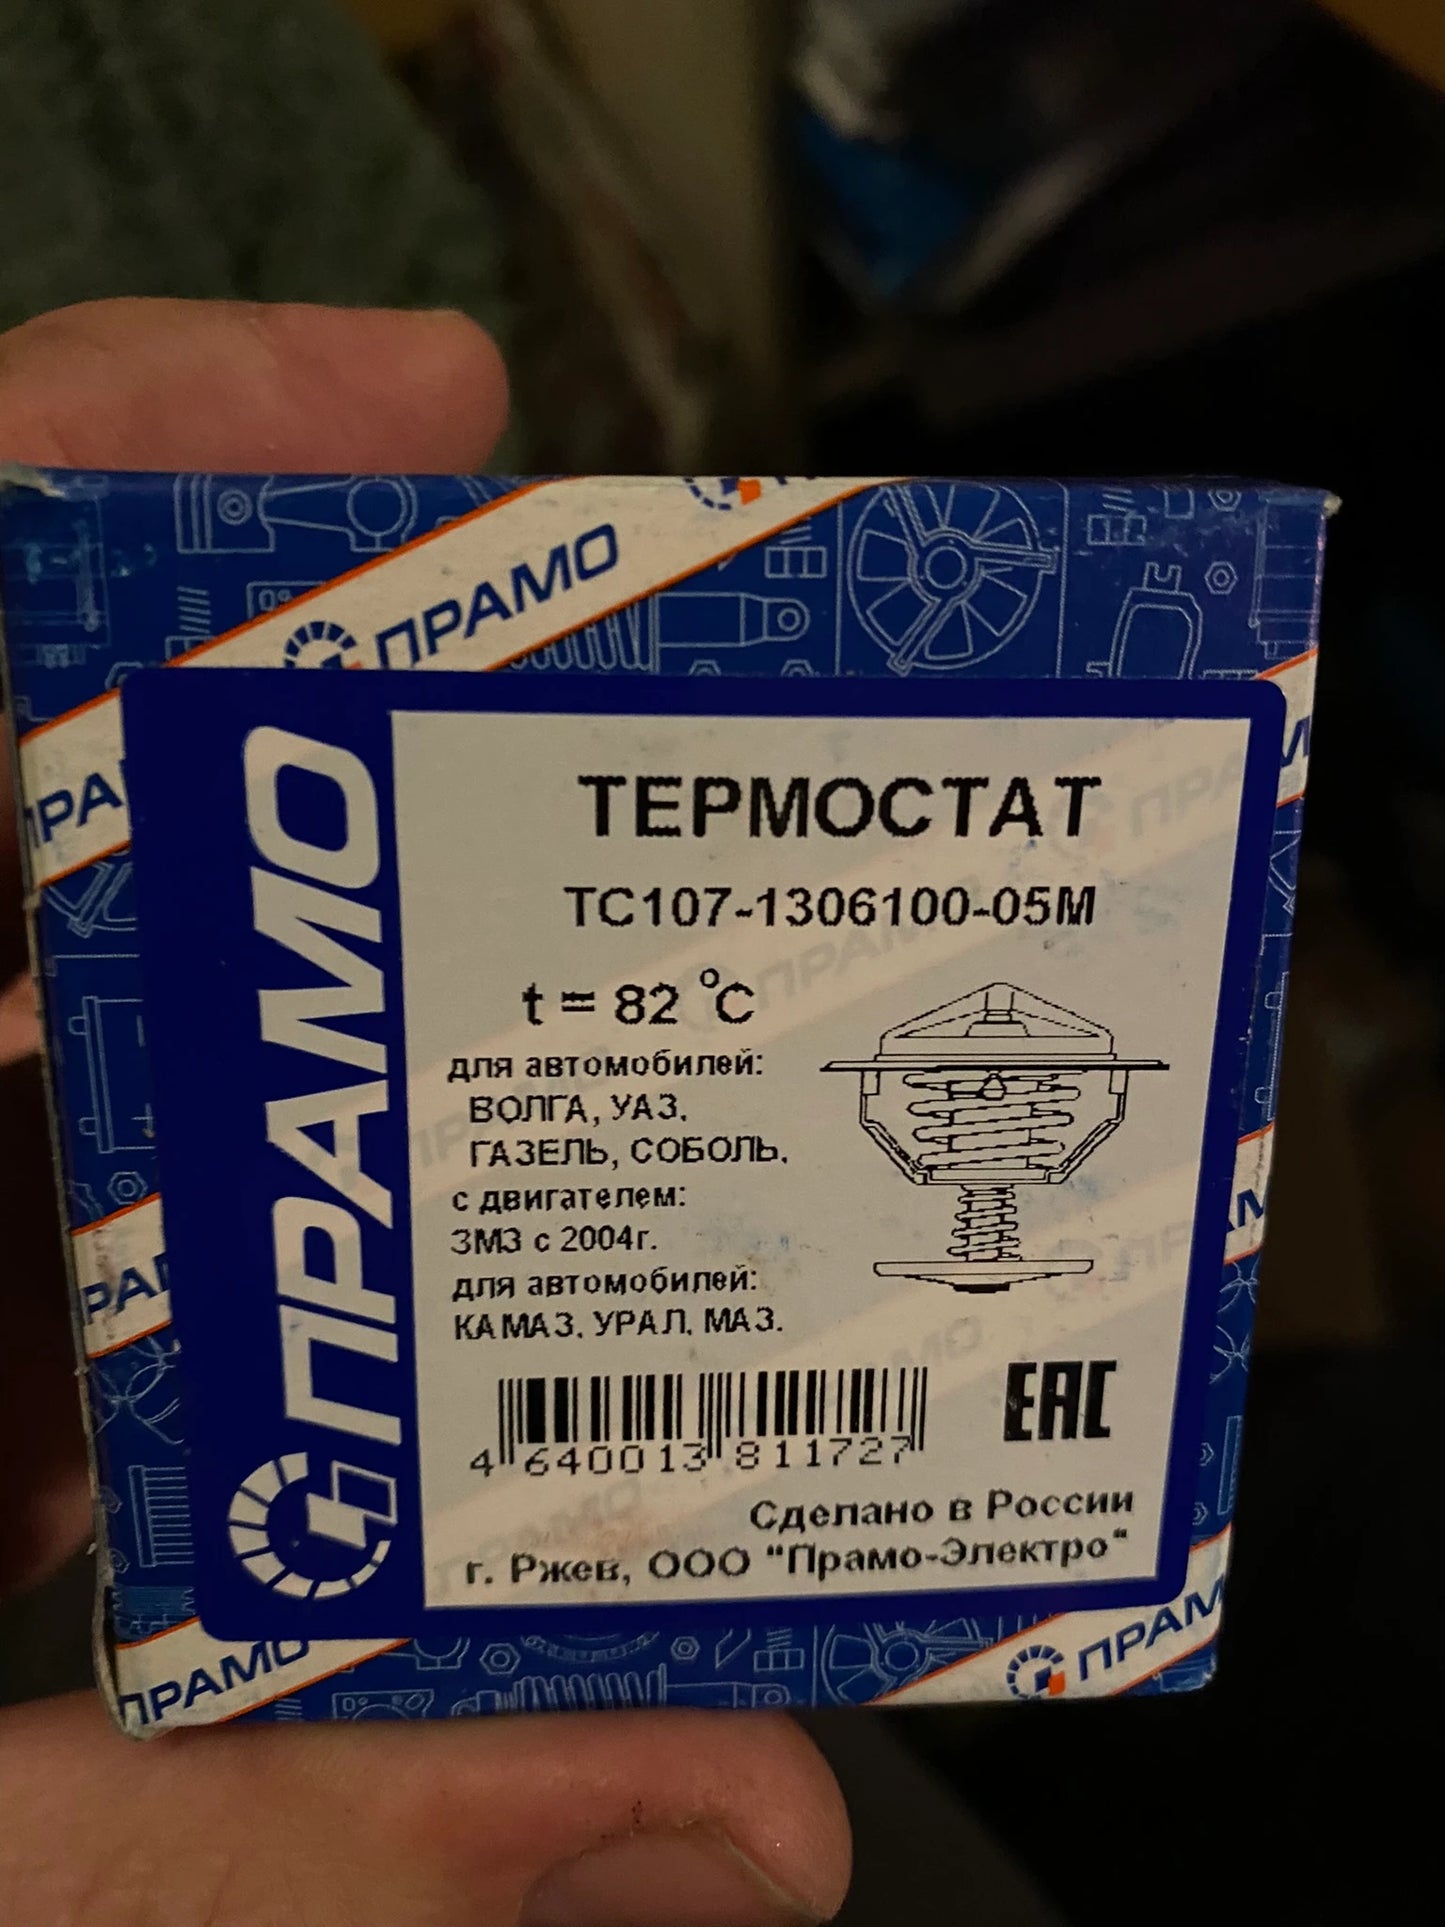 ПРАМО
ПРАМО
ТЕРМОСТАТ
ТС107-1306100-05М
t = 82 °C
для автомобилей:
ВОЛГА, УАЗ,
ГАЗЕЛЬ, СОБОЛЬ,
с двигателем:
ЗМЗ с 2004г.
для автомобилей:
КАМАЗ, УРАЛ, МАЗ.
4 640013 811727
EAC
Сделано в России
г. Ржев, ООО "Прамо-Электро"
ПРАМО
ПРАМО